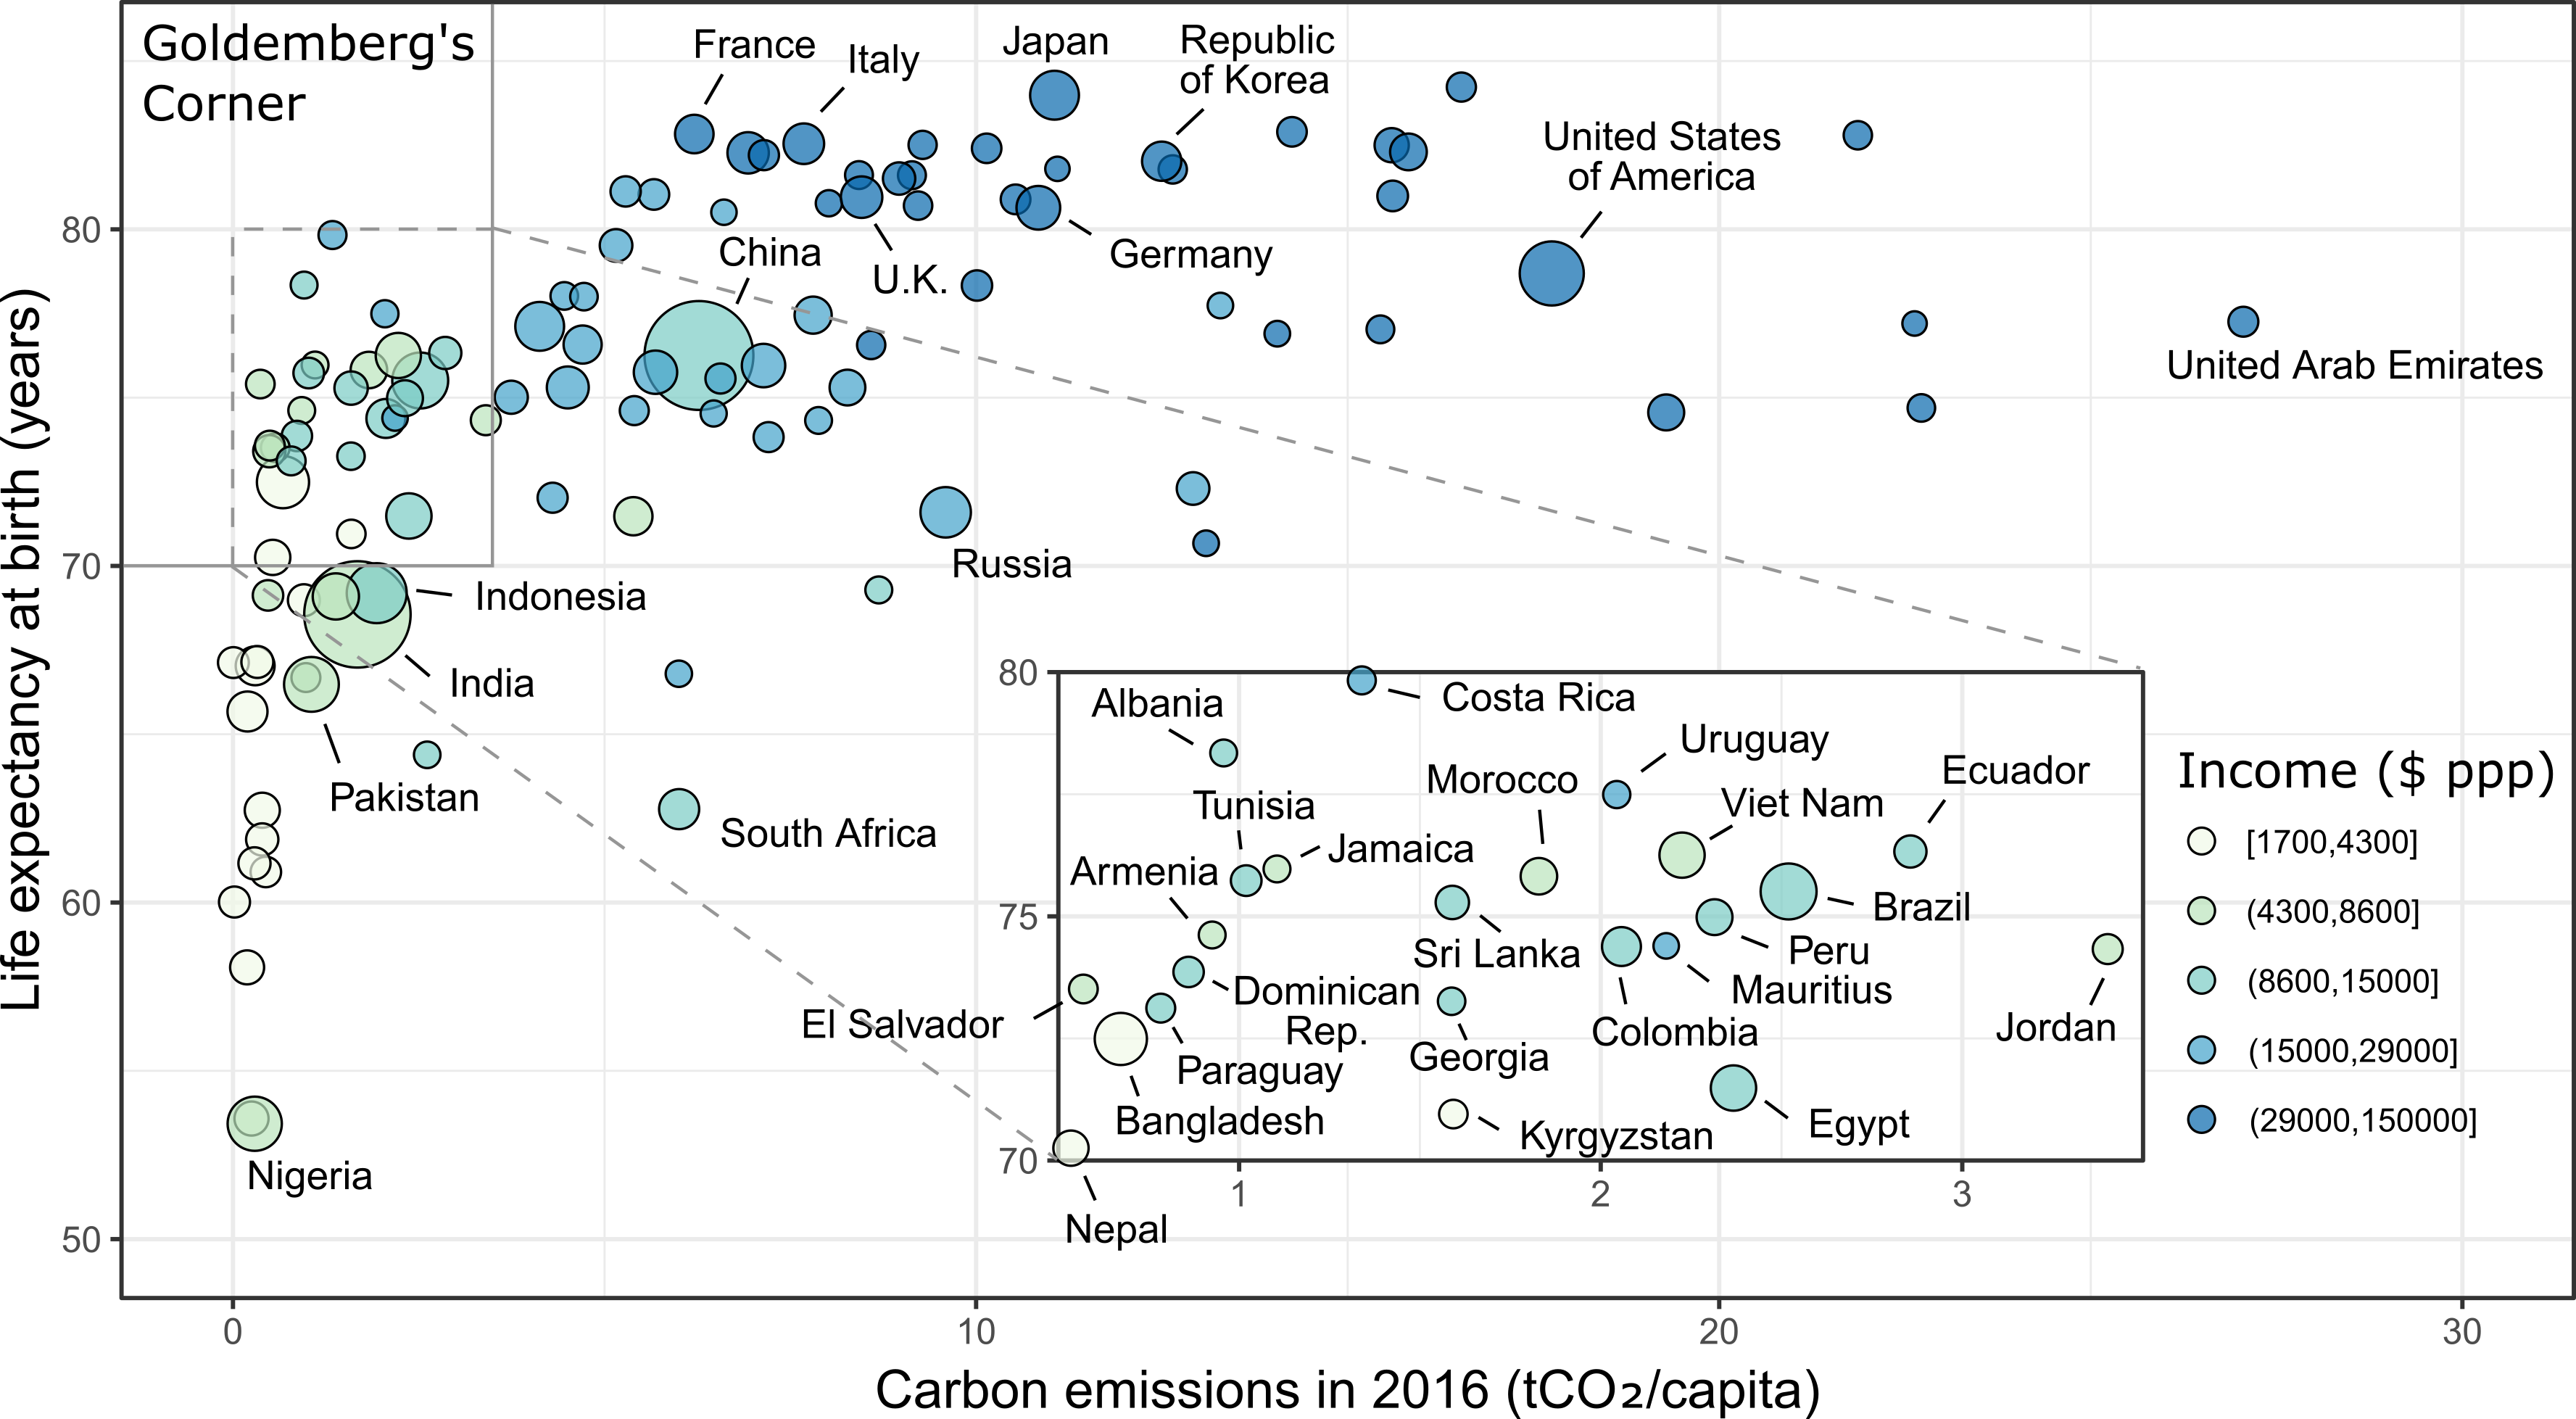 Goldemberg's
Corner
France
Italy
Japan
Republic
of Korea
United States
of America
China
U.K.
Germany
United Arab Emirates
Russia
Indonesia
India
Pakistan
South Africa
Nigeria
80
70
60
50
0
10
20
30
Life expectancy at birth (years)
Carbon emissions in 2016 (tCO₂/capita)
80
75
70
1
2
3
Albania
Costa Rica
Uruguay
Ecuador
Morocco
Viet Nam
Tunisia
Jamaica
Armenia
Brazil
Sri Lanka
Peru
Mauritius
Dominican
Rep.
El Salvador
Colombia
Jordan
Georgia
Paraguay
Bangladesh
Kyrgyzstan
Egypt
Nepal
Income ($ ppp)
[1700,4300]
(4300,8600]
(8600,15000]
(15000,29000]
(29000,150000]